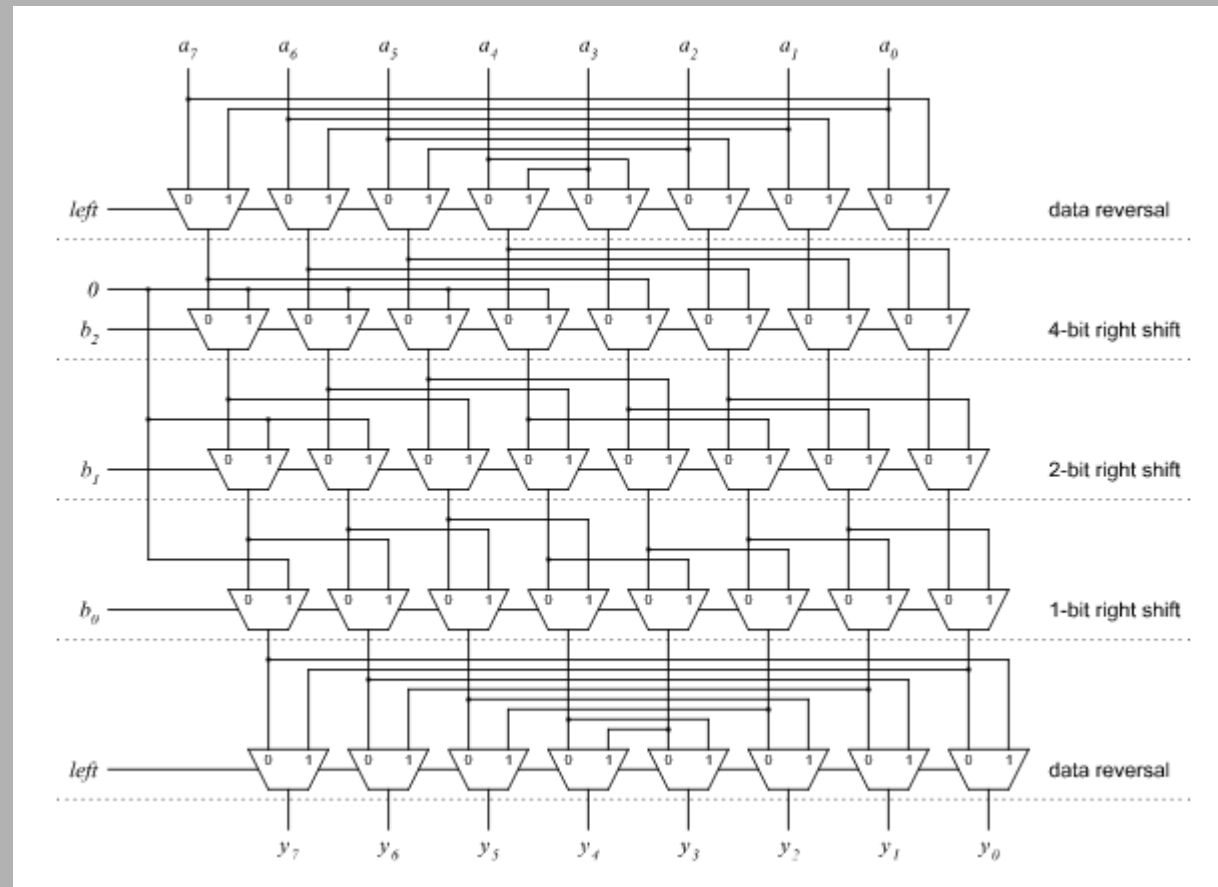 a7 a6 a5 a4 a3 a2 a1 a0
left 0 1 0 1 0 1 0 1 0 1 0 1 0 1 0 1 data reversal
0
b2 0 1 0 1 0 1 0 1 0 1 0 1 0 1 0 1 4-bit right shift
b1 0 1 0 1 0 1 0 1 0 1 0 1 0 1 0 1 2-bit right shift
b0 0 1 0 1 0 1 0 1 0 1 0 1 0 1 0 1 1-bit right shift
left 0 1 0 1 0 1 0 1 0 1 0 1 0 1 0 1 data reversal
y7 y6 y5 y4 y3 y2 y1 y0